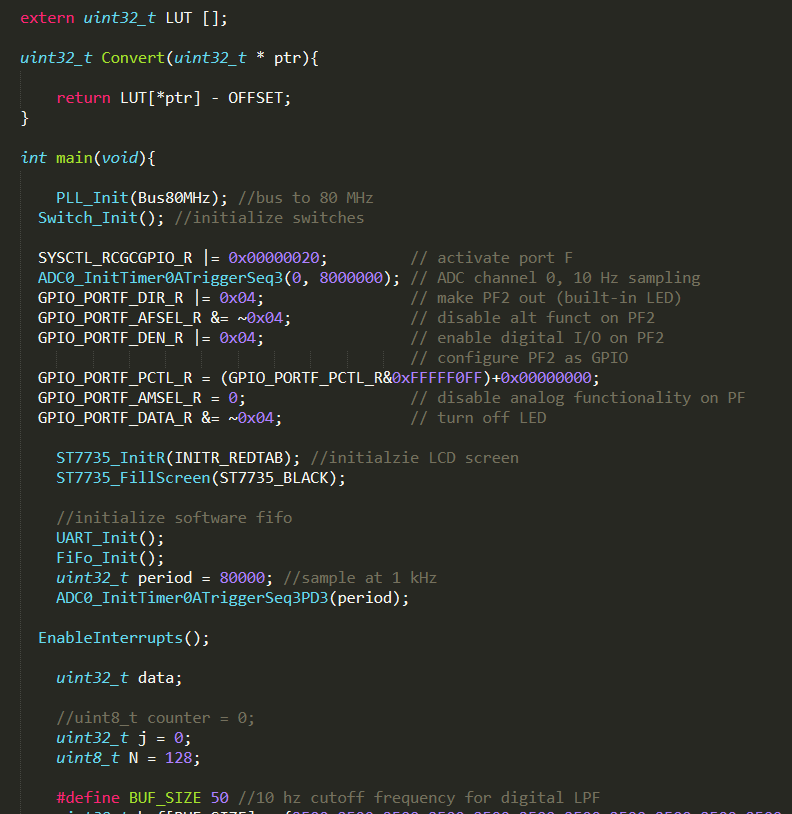 extern uint32_t LUT [];
uint32_t Convert(uint32_t * ptr){
return LUT[*ptr] - OFFSET;
}
int main(void){
PLL_Init(Bus80MHz); //bus to 80 MHz
Switch_Init(); //initialize switches
SYSCTL_RCGCGPIO_R |= 0x00000020; // activate port F
ADC0_InitTimer0ATriggerSeq3(0, 8000000); // ADC channel 0, 10 Hz sampling
GPIO_PORTF_DIR_R |= 0x04; // make PF2 out (built-in LED)
GPIO_PORTF_AFSEL_R &= ~0x04; // disable alt funct on PF2
GPIO_PORTF_DEN_R |= 0x04; // enable digital I/O on PF2
// configure PF2 as GPIO
GPIO_PORTF_PCTL_R = (GPIO_PORTF_PCTL_R&0xFFFFF0FF)+0x00000000;
GPIO_PORTF_AMSEL_R = 0; // disable analog functionality on PF
GPIO_PORTF_DATA_R &= ~0x04; // turn off LED
ST7735_InitR(INITR_REDTAB); //initialzie LCD screen
ST7735_FillScreen(ST7735_BLACK);
//initialize software fifo
UART_Init();
FiFo_Init();
uint32_t period = 80000; //sample at 1 kHz
ADC0_InitTimer0ATriggerSeq3PD3(period);
EnableInterrupts();
uint32_t data;
//uint8_t counter = 0;
uint32_t j = 0;
uint8_t N = 128;
#define BUF_SIZE 50 //10 hz cutoff frequency for digital LPF